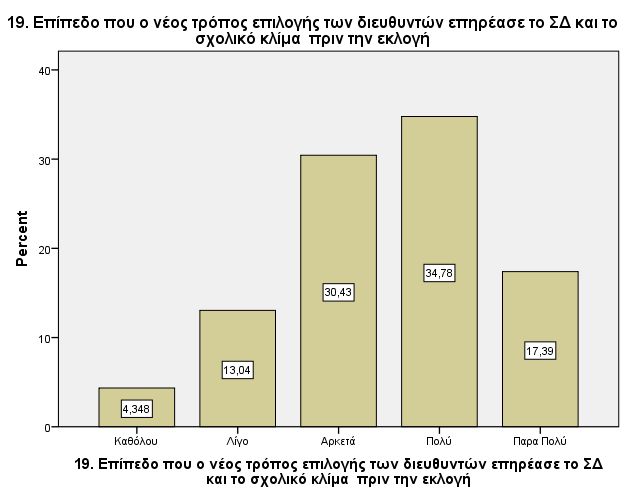 19. Επίπεδο που ο νέος τρόπος επιλογής των διευθυντών επηρέασε το ΣΔ και το
σχολικό κλίμα πριν την εκλογή
40
30
20
10
0
Percent
4,348
13,04
30,43
34,78
17,39
Καθόλου
Λίγο
Αρκετά
Πολύ
Παρα Πολύ
19. Επίπεδο που ο νέος τρόπος επιλογής των διευθυντών επηρέασε το ΣΔ
και το σχολικό κλίμα πριν την εκλογή